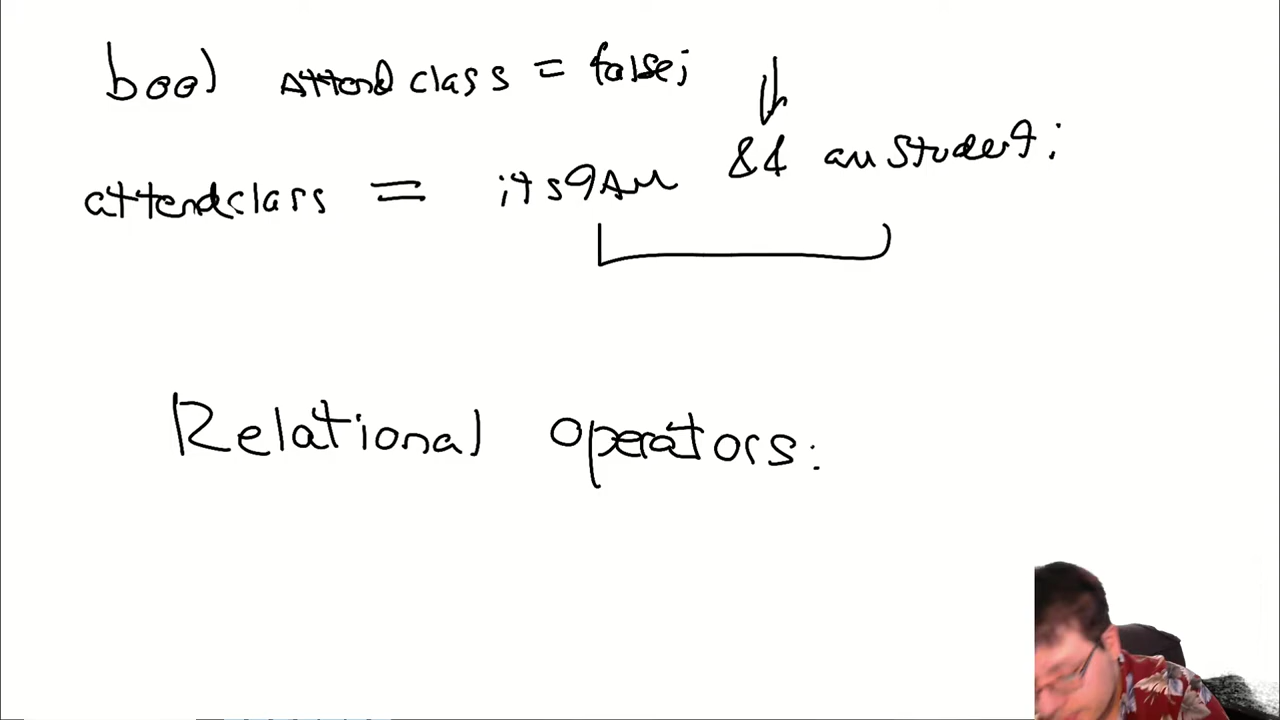 bool attendclass = false;
attendclass = its9AM && amStudent;
Relational operators: